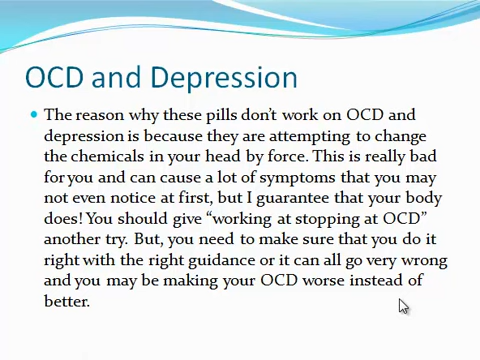 OCD and Depression
The reason why these pills don't work on OCD and
depression is because they are attempting to change
the chemicals in your head by force. This is really bad
for you and can cause a lot of symptoms that you may
not even notice at first, but I guarantee that your body
does! You should give “working at stopping at OCD”
another try. But, you need to make sure that you do it
right with the right guidance or it can all go very wrong
and you may be making your OCD worse instead of
better.